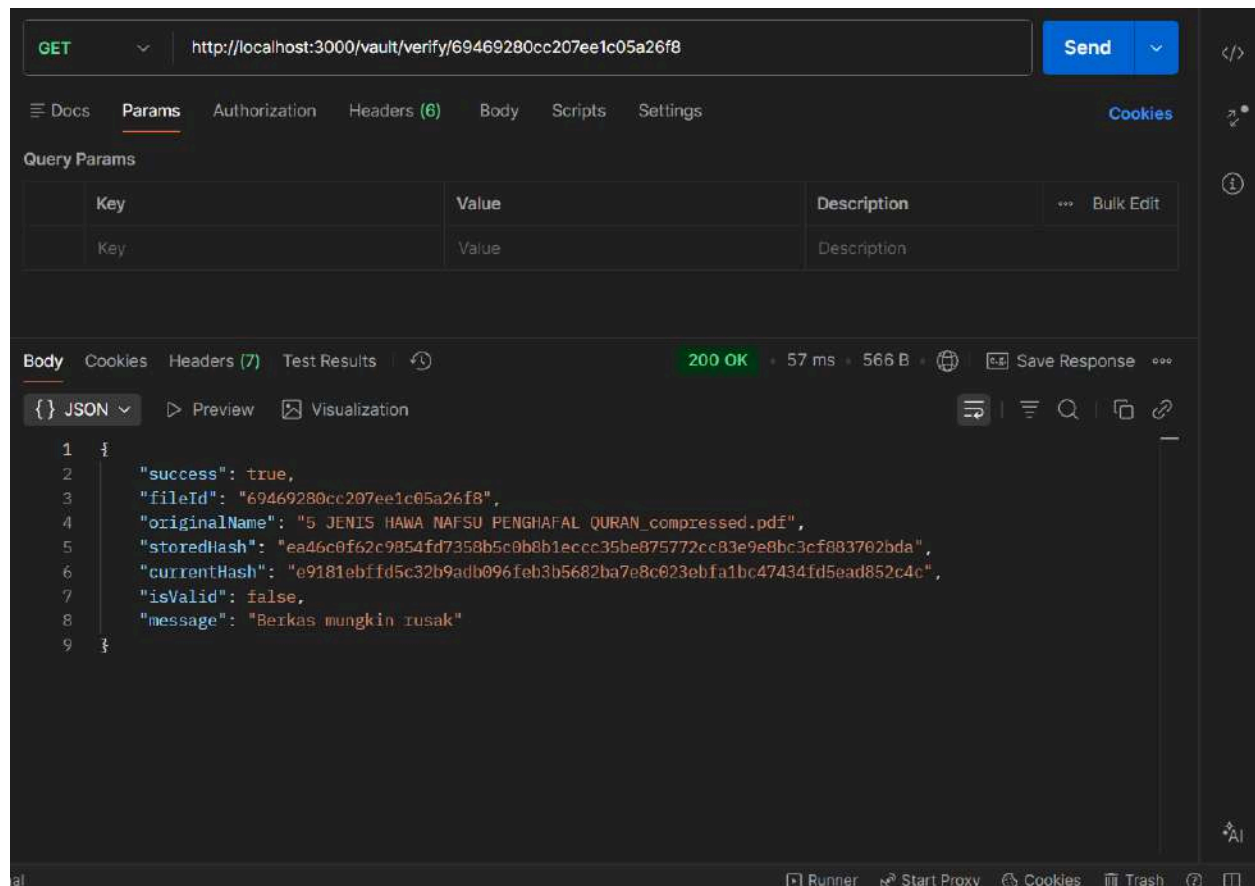 GET http://localhost:3000/vault/verify/69469280cc207ee1c05a26f8 Send
Docs Params Authorization Headers (6) Body Scripts Settings Cookies
Query Params
Key Value Description Bulk Edit
Key Value Description
Body Cookies Headers (7) Test Results 200 OK 57 ms 566 B Save Response
{} JSON Preview Visualization
1 {
2 "success": true,
3 "fileId": "69469280cc207ee1c05a26f8",
4 "originalName": "5 JENIS HAWA NAFSU PENGHAFAL QURAN_compressed.pdf",
5 "storedHash": "ea46c0f62c9854fd7358b5c0b8b1eccc35be875772cc83e9e8bc3cf883702bda",
6 "currentHash": "e9181ebffd5c32b9adb096feb3b5682ba7e8c023ebfa1bc47434fd5ead852c4c",
7 "isValid": false,
8 "message": "Berkas mungkin rusak"
9 }
AI
Runner Start Proxy Cookies Trash